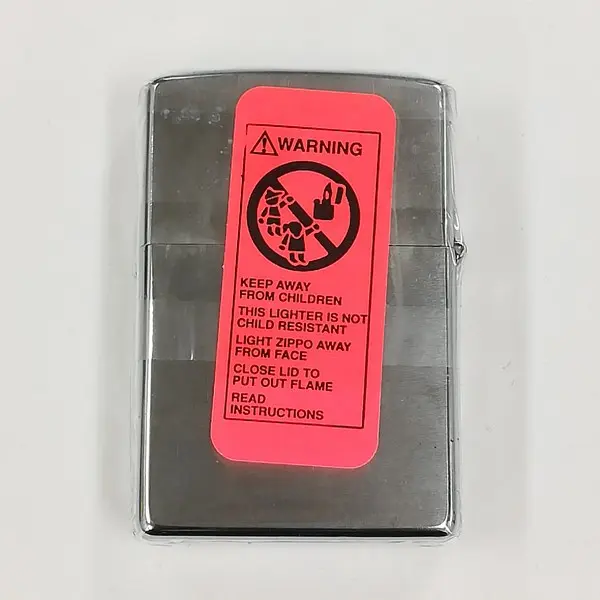 WARNING
KEEP AWAY
FROM CHILDREN
THIS LIGHTER IS NOT
CHILD RESISTANT
LIGHT ZIPPO AWAY
FROM FACE
CLOSE LID TO
PUT OUT FLAME
READ
INSTRUCTIONS